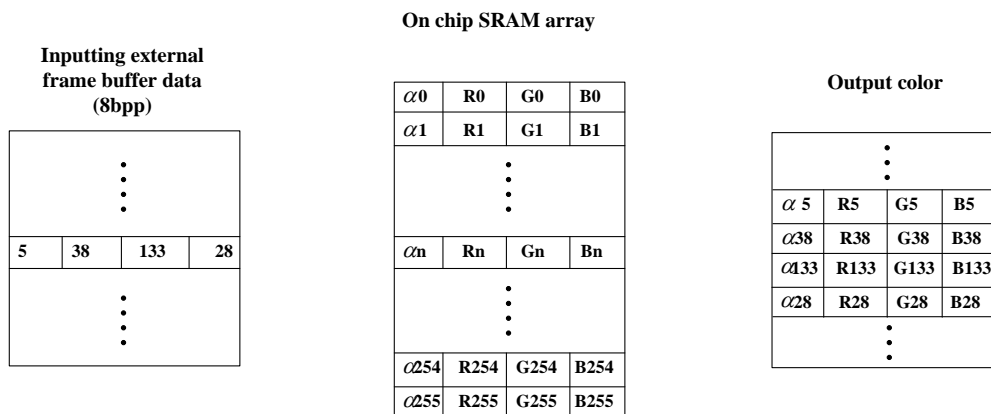 On chip SRAM array
Inputting external
frame buffer data
(8bpp)
Output color
α0 R0 G0 B0
α1 R1 G1 B1
αn Rn Gn Bn
α254 R254 G254 B254
α255 R255 G255 B255
5 38 133 28
α 5 R5 G5 B5
α38 R38 G38 B38
α133 R133 G133 B133
α28 R28 G28 B28